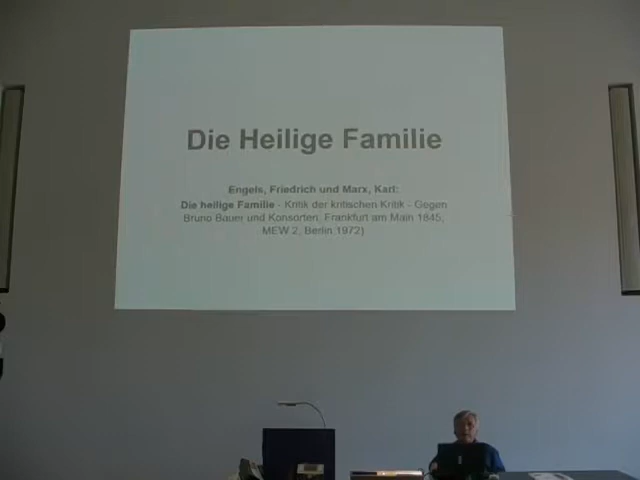 Die Heilige Familie
Engels, Friedrich und Marx, Karl:
Die heilige Familie - Kritik der kritischen Kritik - Gegen
Bruno Bauer und Konsorten, Frankfurt am Main 1845,
MEW 2, Berlin 1972)